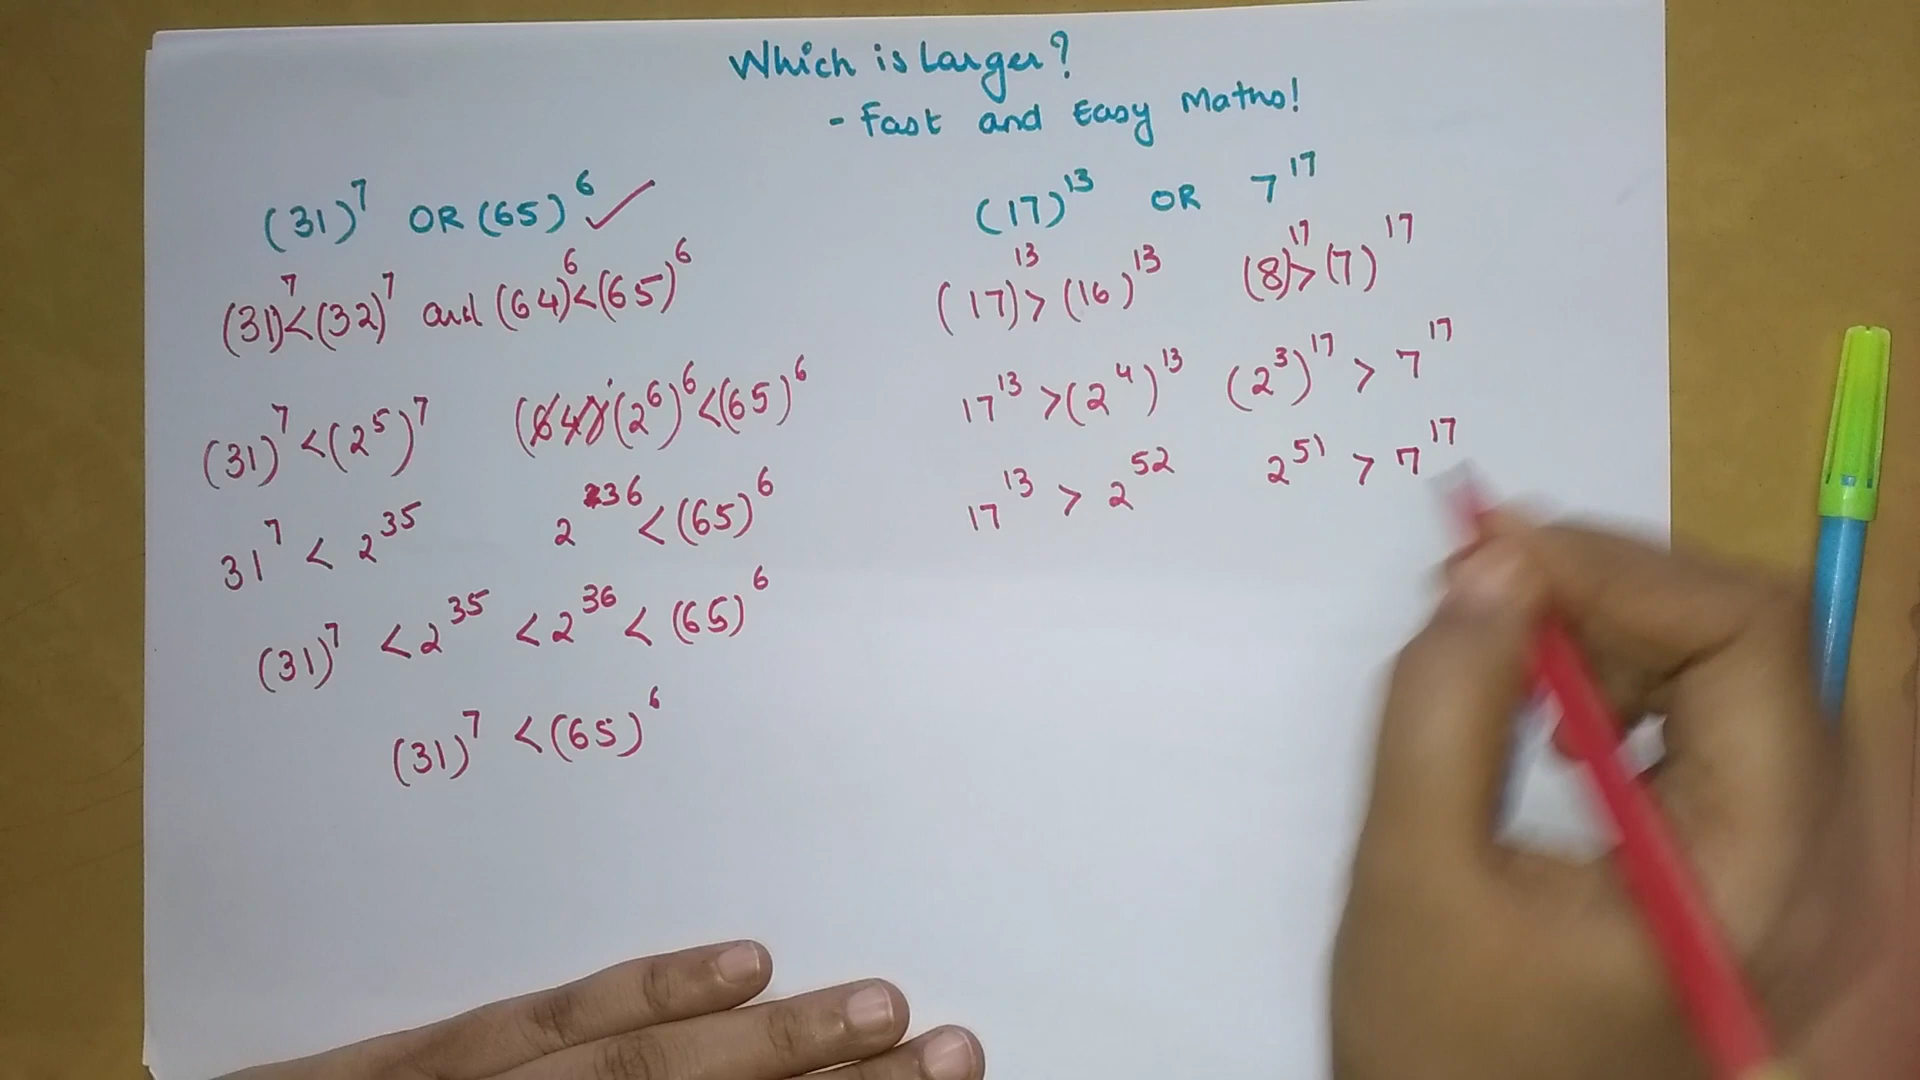 Which is Larger?
- Fast and Easy Maths!
(31)^7 OR (65)^6 ✓
(31)^7 < (32)^7 and (64)^6 < (65)^6
(31)^7 < (2^5)^7 (2^6)^6 < (65)^6
31^7 < 2^35 2^36 < (65)^6
(31)^7 < 2^35 < 2^36 < (65)^6
(31)^7 < (65)^6
(17)^13 OR 7^17
(17)^13 > (16)^13 (8)^17 > (7)^17
17^13 > (2^4)^13 (2^3)^17 > 7^17
17^13 > 2^52 2^51 > 7^17